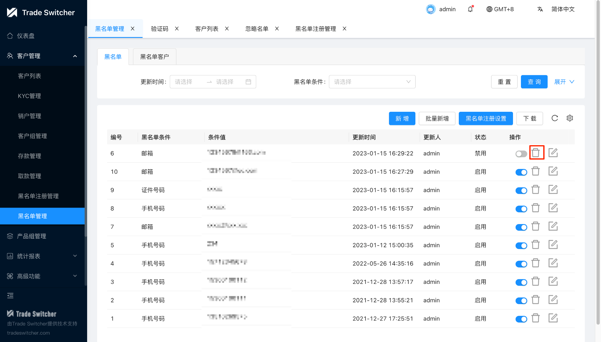 Trade Switcher
admin
GMT+8
简体中文
仪表盘
客户管理
客户列表
KYC管理
销户管理
客户组管理
存款管理
取款管理
黑名单注册管理
黑名单管理
产品组管理
统计报表
高级功能
Trade Switcher
由Trade Switcher提供技术支持
tradeswitcher.com
黑名单管理 ×
验证码 ×
客户列表 ×
忽略名单 ×
黑名单注册管理 ×
黑名单
黑名单客户
更新时间: 请选择 → 请选择
黑名单条件: 请选择
重 置
查 询
展开
新 增
批量新增
黑名单注册设置
下 载
编号 黑名单条件 条件值 更新时间 更新人 状态 操作
6 邮箱 2023-01-15 16:29:22 admin 禁用
10 邮箱 2023-01-15 16:27:29 admin 启用
9 证件号码 2023-01-15 16:15:57 admin 启用
8 手机号码 2023-01-15 16:15:57 admin 启用
7 邮箱 2023-01-15 16:15:57 admin 启用
5 手机号码 2023-01-12 15:00:35 admin 启用
4 手机号码 2022-05-26 14:35:16 admin 启用
3 手机号码 2021-12-28 13:57:17 admin 启用
2 手机号码 2021-12-28 13:55:21 admin 启用
1 手机号码 2021-12-27 17:25:51 admin 启用